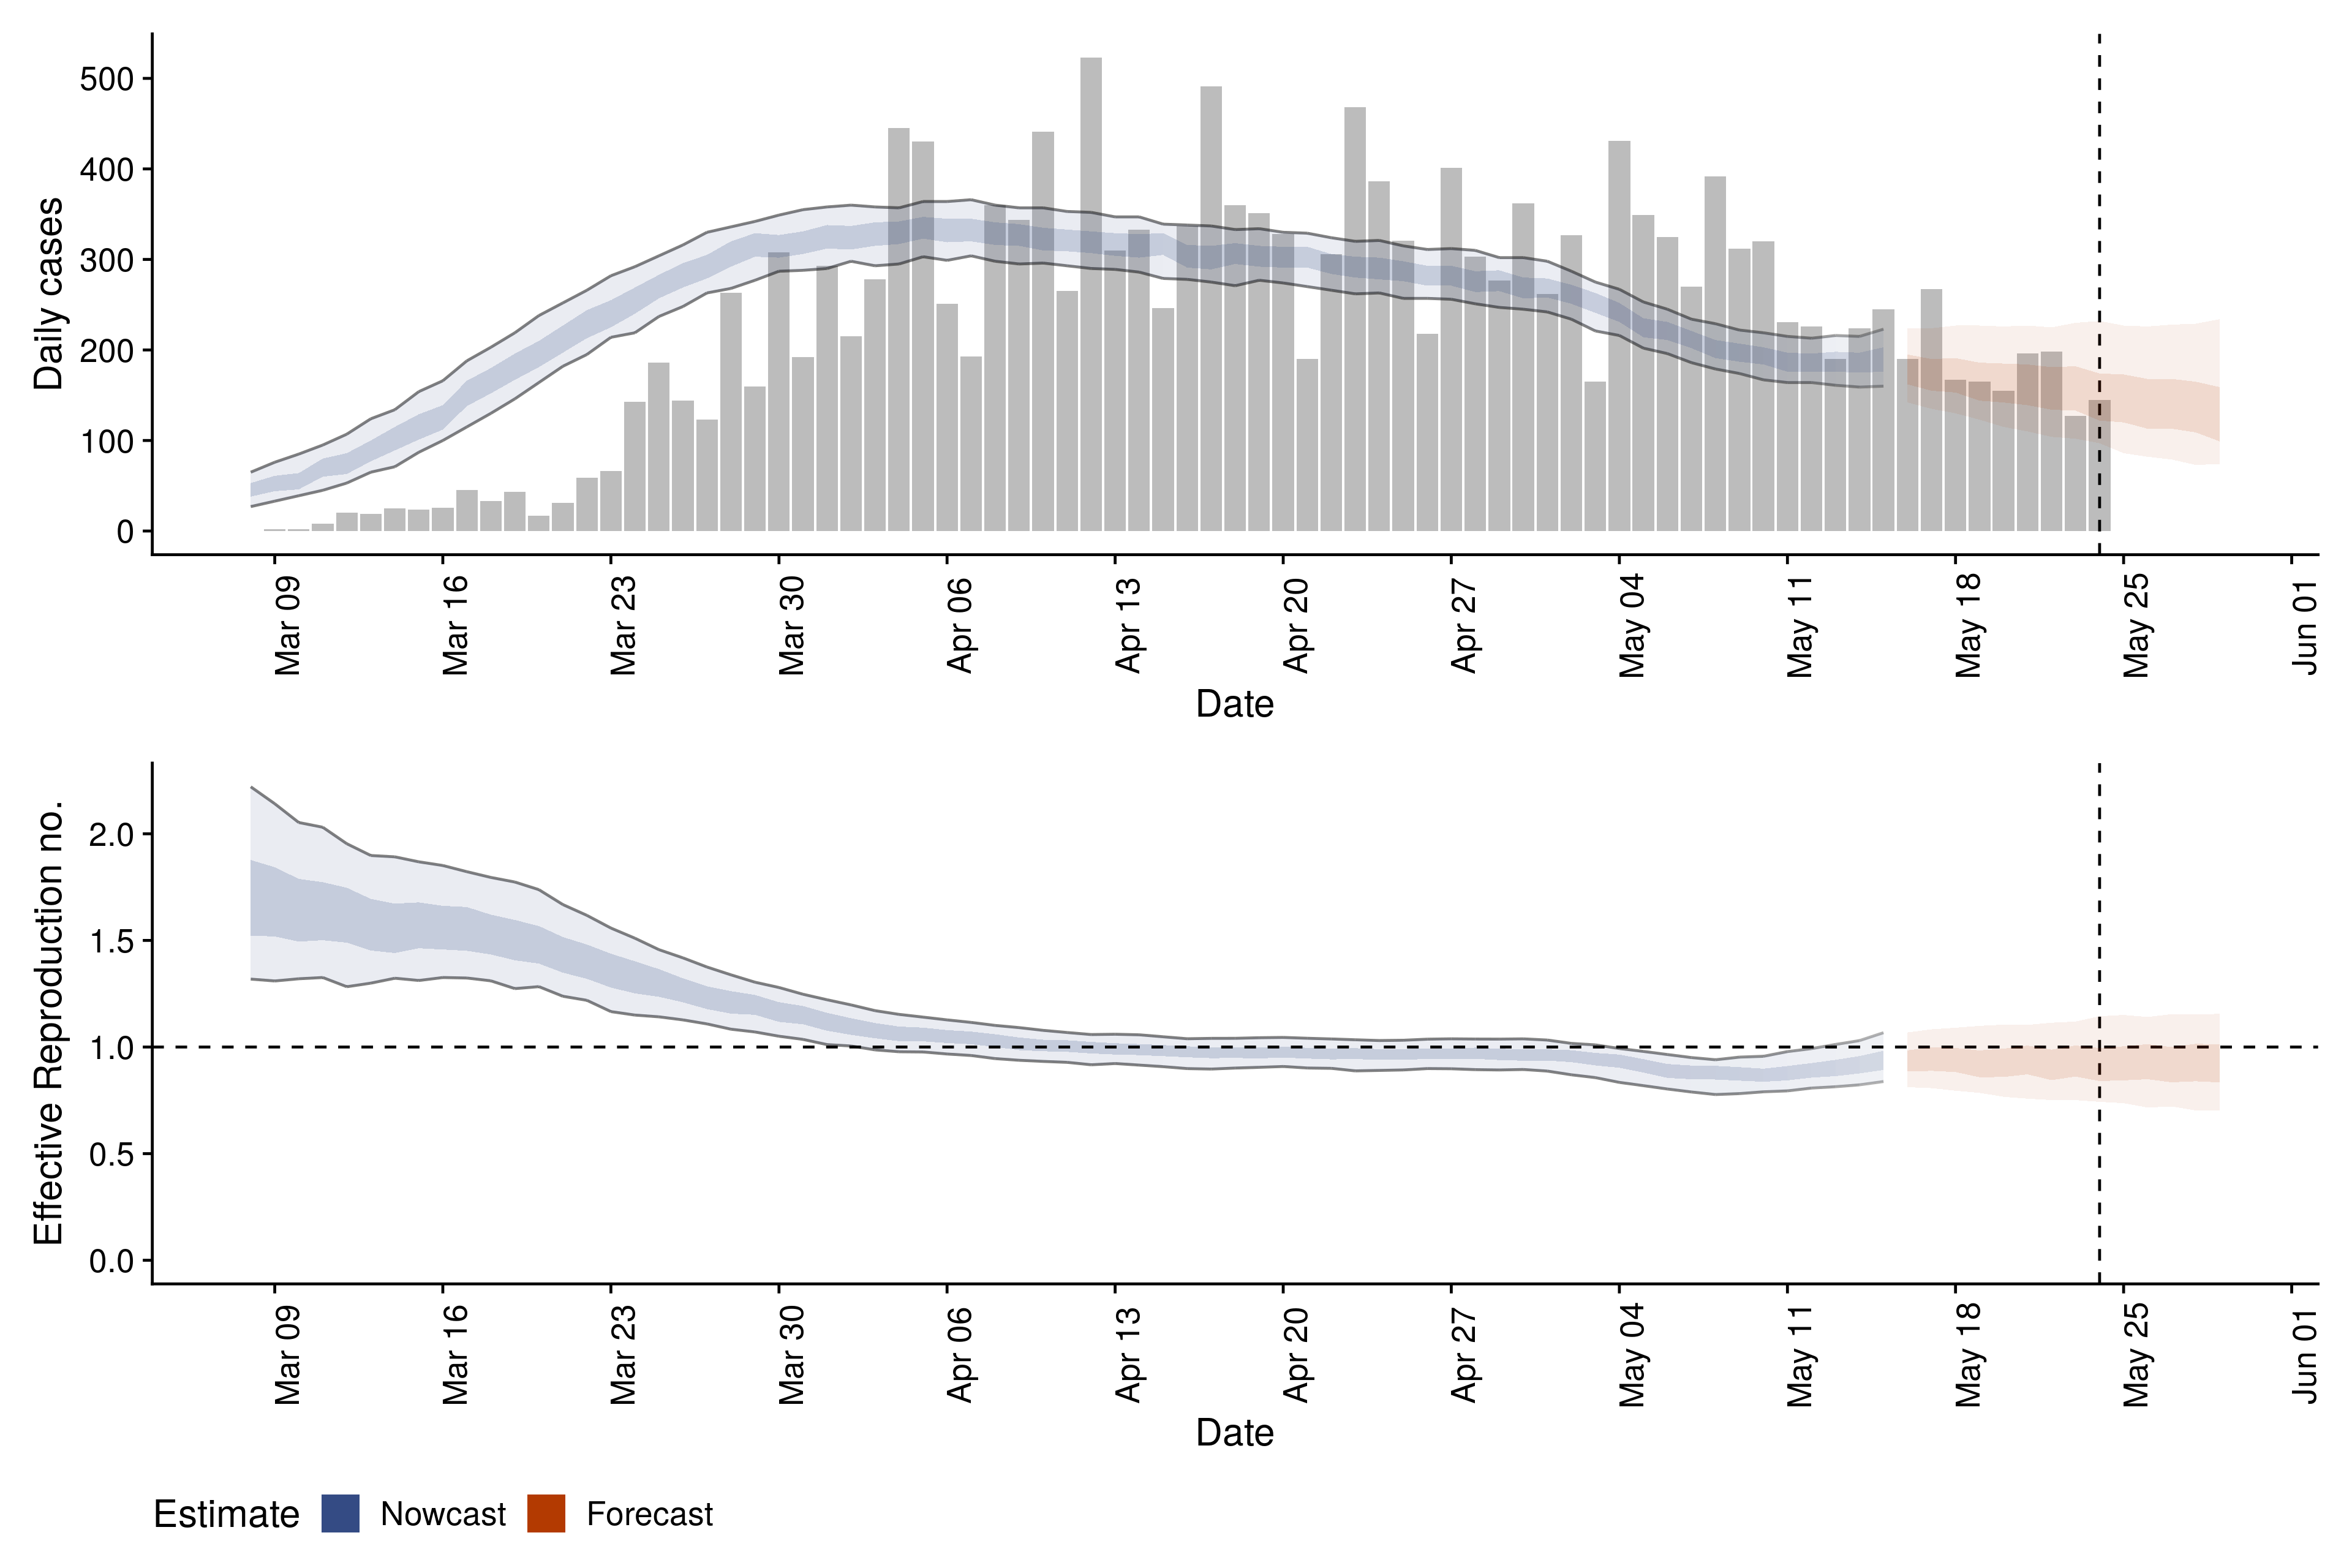 Daily cases
500
400
300
200
100
0
Mar 09
Mar 16
Mar 23
Mar 30
Apr 06
Apr 13
Apr 20
Apr 27
May 04
May 11
May 18
May 25
Jun 01
Date
Effective Reproduction no.
2.0
1.5
1.0
0.5
0.0
Mar 09
Mar 16
Mar 23
Mar 30
Apr 06
Apr 13
Apr 20
Apr 27
May 04
May 11
May 18
May 25
Jun 01
Date
Estimate Nowcast Forecast